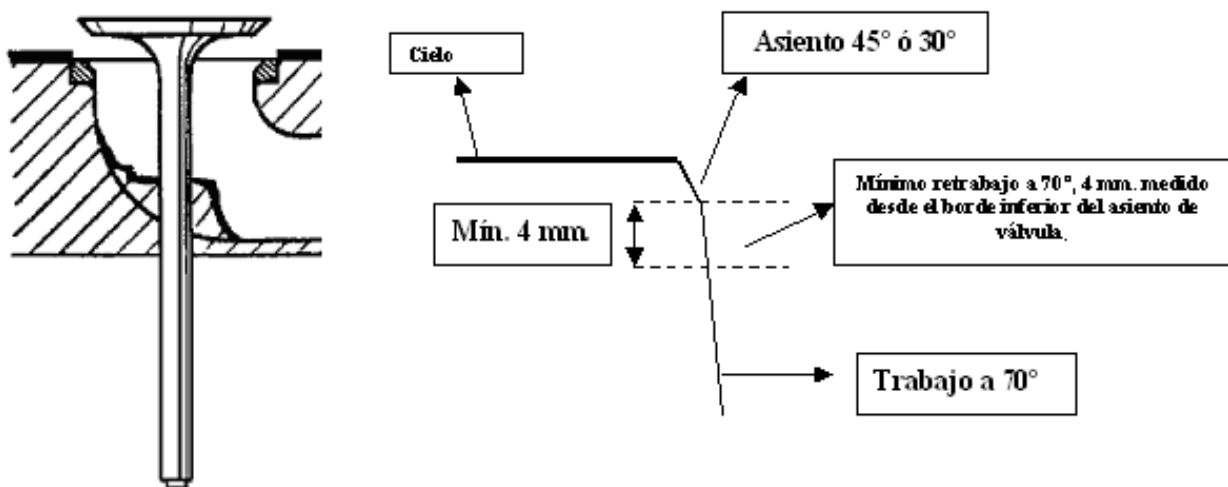 Cielo
Asiento 45° ó 30°
Mínimo retrabajo a 70°, 4 mm. medido
desde el borde inferior del asiento de
válvula.
Mín. 4 mm.
Trabajo a 70°